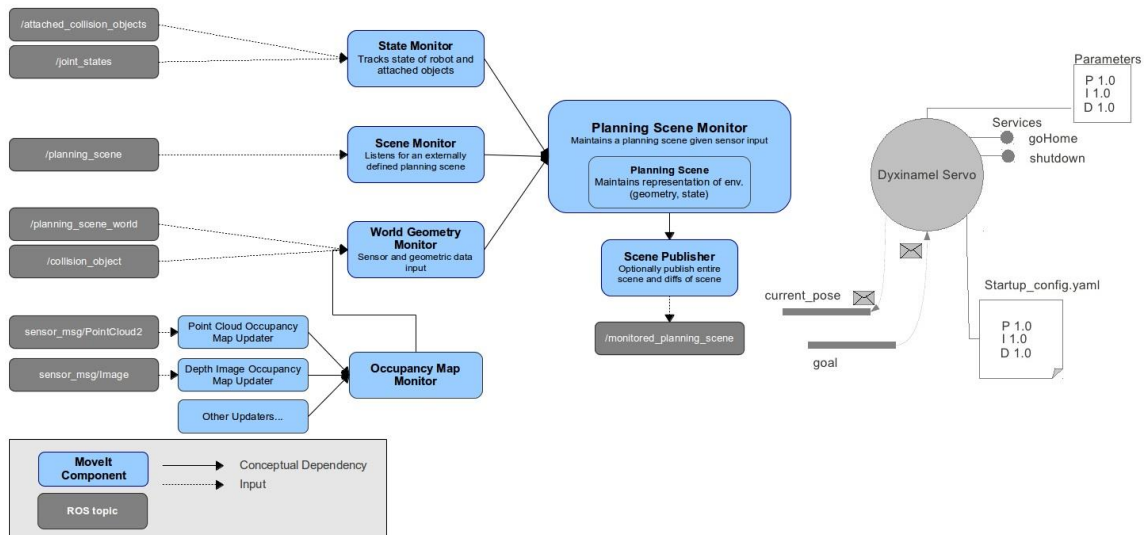 /attached_collision_objects
/joint_states
State Monitor
Tracks state of robot and
attached objects
/planning_scene
Scene Monitor
Listens for an externally
defined planning scene
/planning_scene_world
/collision_object
World Geometry
Monitor
Sensor and geometric data
input
sensor_msg/PointCloud2
Point Cloud Occupancy
Map Updater
sensor_msg/Image
Depth Image Occupancy
Map Updater
Other Updaters...
Occupancy Map
Monitor
Planning Scene Monitor
Maintains a planning scene given sensor input
Planning Scene
Maintains representation of env.
(geometry, state)
Scene Publisher
Optionally publish entire
scene and diffs of scene
/monitored_planning_scene
MoveIt
Component
Conceptual Dependency
Input
ROS topic
Parameters
P 1.0
I 1.0
D 1.0
Services
goHome
shutdown
Dyxinamel Servo
current_pose
goal
Startup_config.yaml
P 1.0
I 1.0
D 1.0